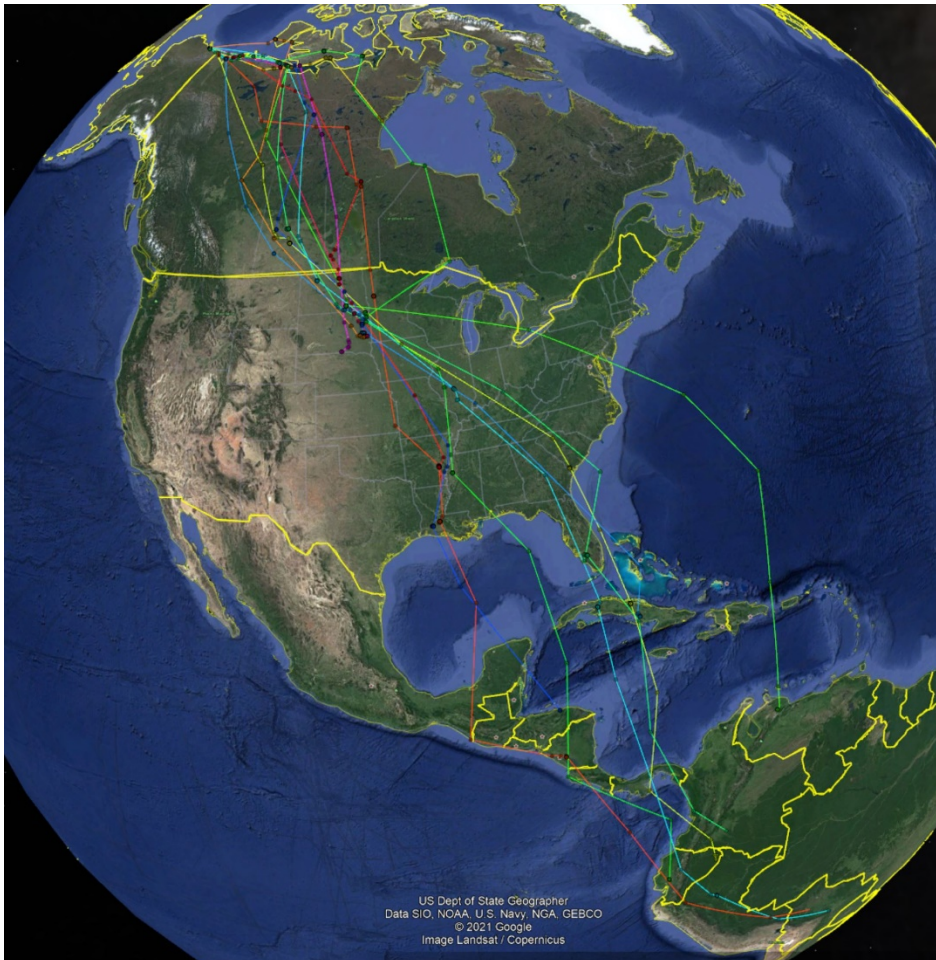 US Dept of State Geographer
Data SIO, NOAA, U.S. Navy, NGA, GEBCO
© 2021 Google
Image Landsat / Copernicus